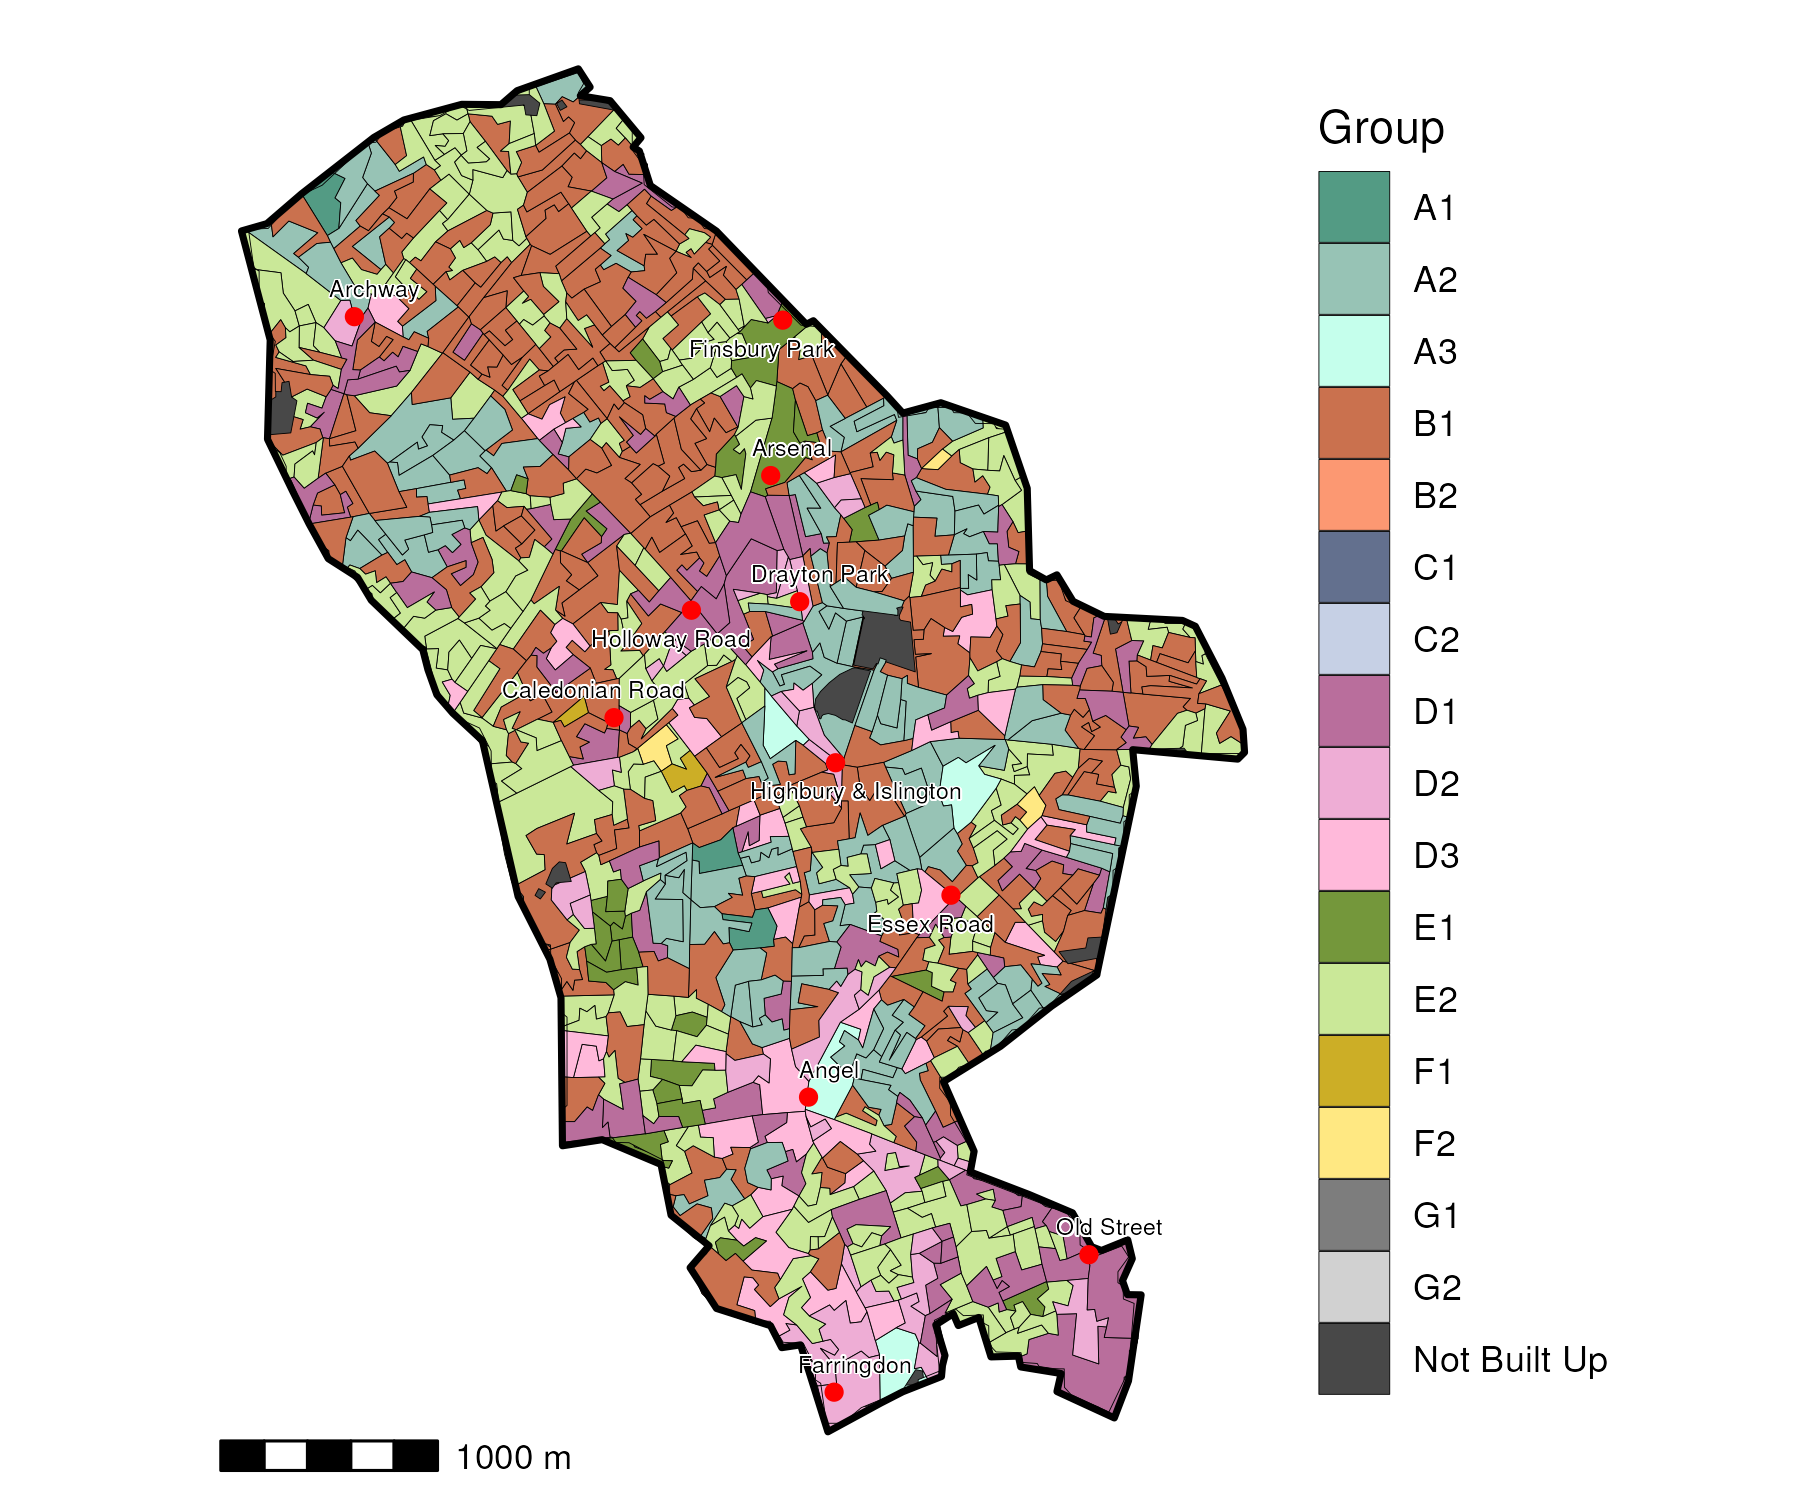 Group
A1
A2
A3
B1
B2
C1
C2
D1
D2
D3
E1
E2
F1
F2
G1
G2
Not Built Up
Archway
Finsbury Park
Arsenal
Drayton Park
Holloway Road
Caledonian Road
Highbury & Islington
Essex Road
Angel
Old Street
Farringdon
1000 m